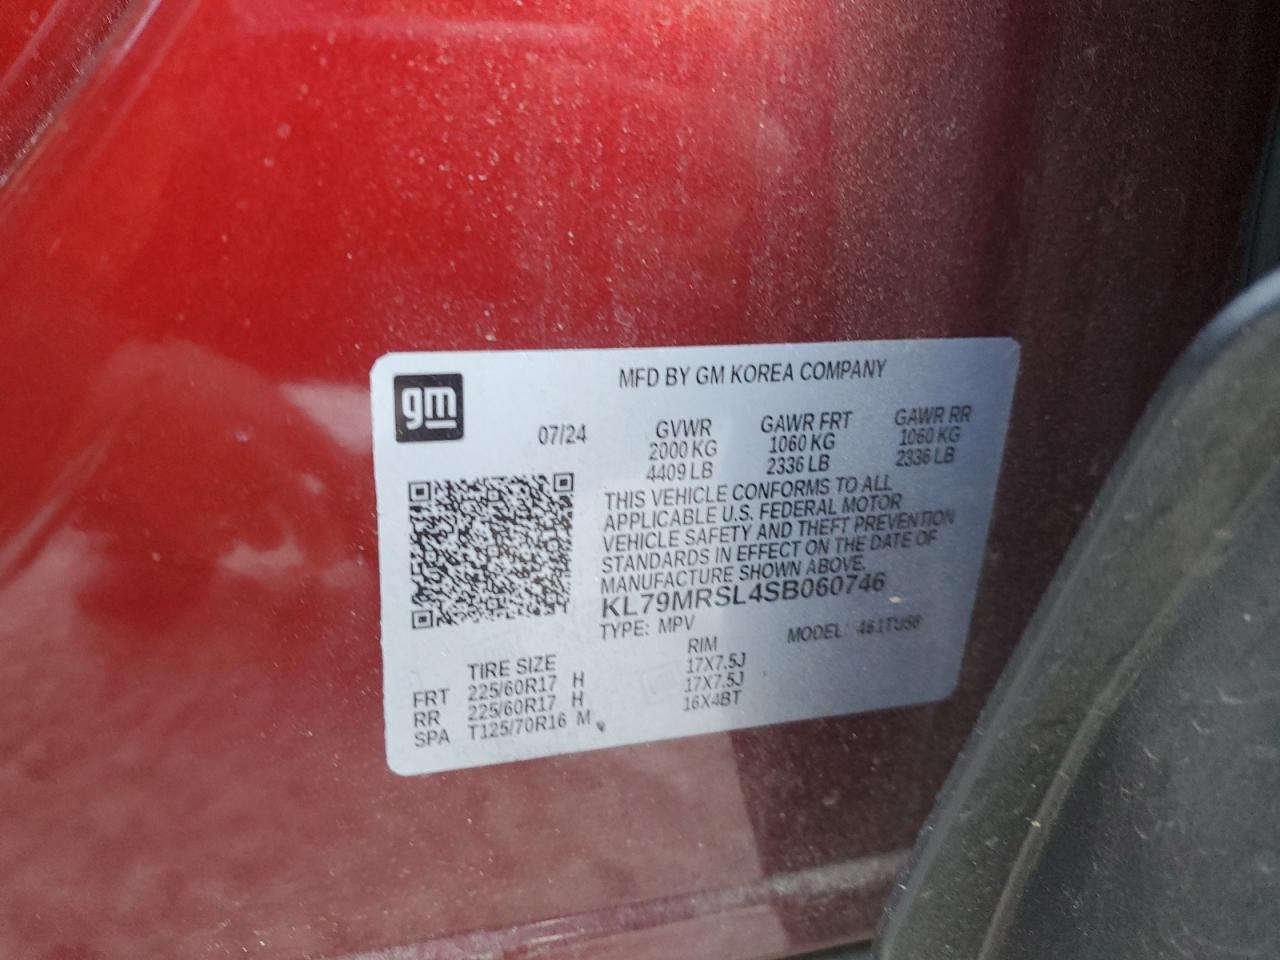 gm
MFD BY GM KOREA COMPANY
07/24 GVWR GAWR FRT GAWR RR
2000 KG 1060 KG 1060 KG
4409 LB 2336 LB 2336 LB
THIS VEHICLE CONFORMS TO ALL
APPLICABLE U.S. FEDERAL MOTOR
VEHICLE SAFETY AND THEFT PREVENTION
STANDARDS IN EFFECT ON THE DATE OF
MANUFACTURE SHOWN ABOVE.
KL79MRSL4SB060746
TYPE: MPV MODEL:
TIRE SIZE RIM
FRT 225/60R17 H 17X7.5J
RR 225/60R17 H 17X7.5J
SPA T125/70R16 M 16X4BT